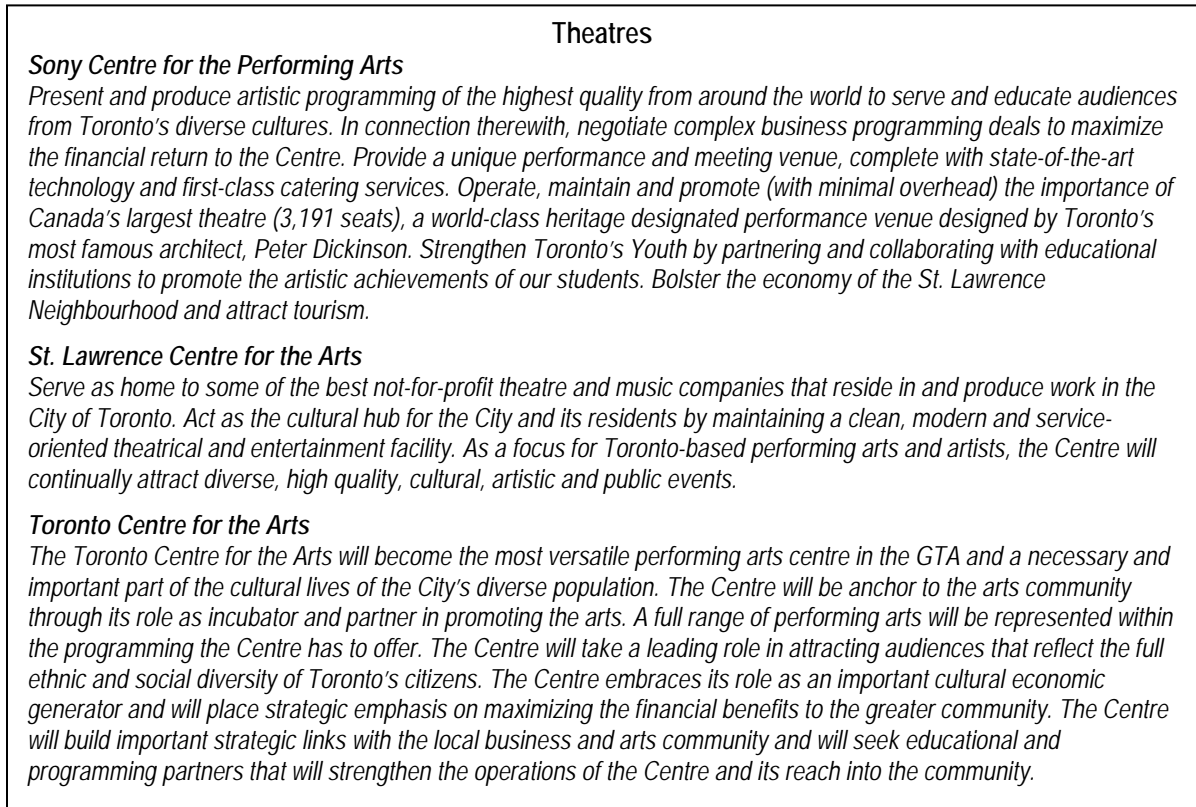 Theatres
Sony Centre for the Performing Arts
Present and produce artistic programming of the highest quality from around the world to serve and educate audiences
from Toronto's diverse cultures. In connection therewith, negotiate complex business programming deals to maximize
the financial return to the Centre. Provide a unique performance and meeting venue, complete with state-of-the-art
technology and first-class catering services. Operate, maintain and promote (with minimal overhead) the importance of
Canada's largest theatre (3,191 seats), a world-class heritage designated performance venue designed by Toronto's
most famous architect, Peter Dickinson. Strengthen Toronto's Youth by partnering and collaborating with educational
institutions to promote the artistic achievements of our students. Bolster the economy of the St. Lawrence
Neighbourhood and attract tourism.
St. Lawrence Centre for the Arts
Serve as home to some of the best not-for-profit theatre and music companies that reside in and produce work in the
City of Toronto. Act as the cultural hub for the City and its residents by maintaining a clean, modern and service-
oriented theatrical and entertainment facility. As a focus for Toronto-based performing arts and artists, the Centre will
continually attract diverse, high quality, cultural, artistic and public events.
Toronto Centre for the Arts
The Toronto Centre for the Arts will become the most versatile performing arts centre in the GTA and a necessary and
important part of the cultural lives of the City's diverse population. The Centre will be anchor to the arts community
through its role as incubator and partner in promoting the arts. A full range of performing arts will be represented within
the programming the Centre has to offer. The Centre will take a leading role in attracting audiences that reflect the full
ethnic and social diversity of Toronto's citizens. The Centre embraces its role as an important cultural economic
generator and will place strategic emphasis on maximizing the financial benefits to the greater community. The Centre
will build important strategic links with the local business and arts community and will seek educational and
programming partners that will strengthen the operations of the Centre and its reach into the community.